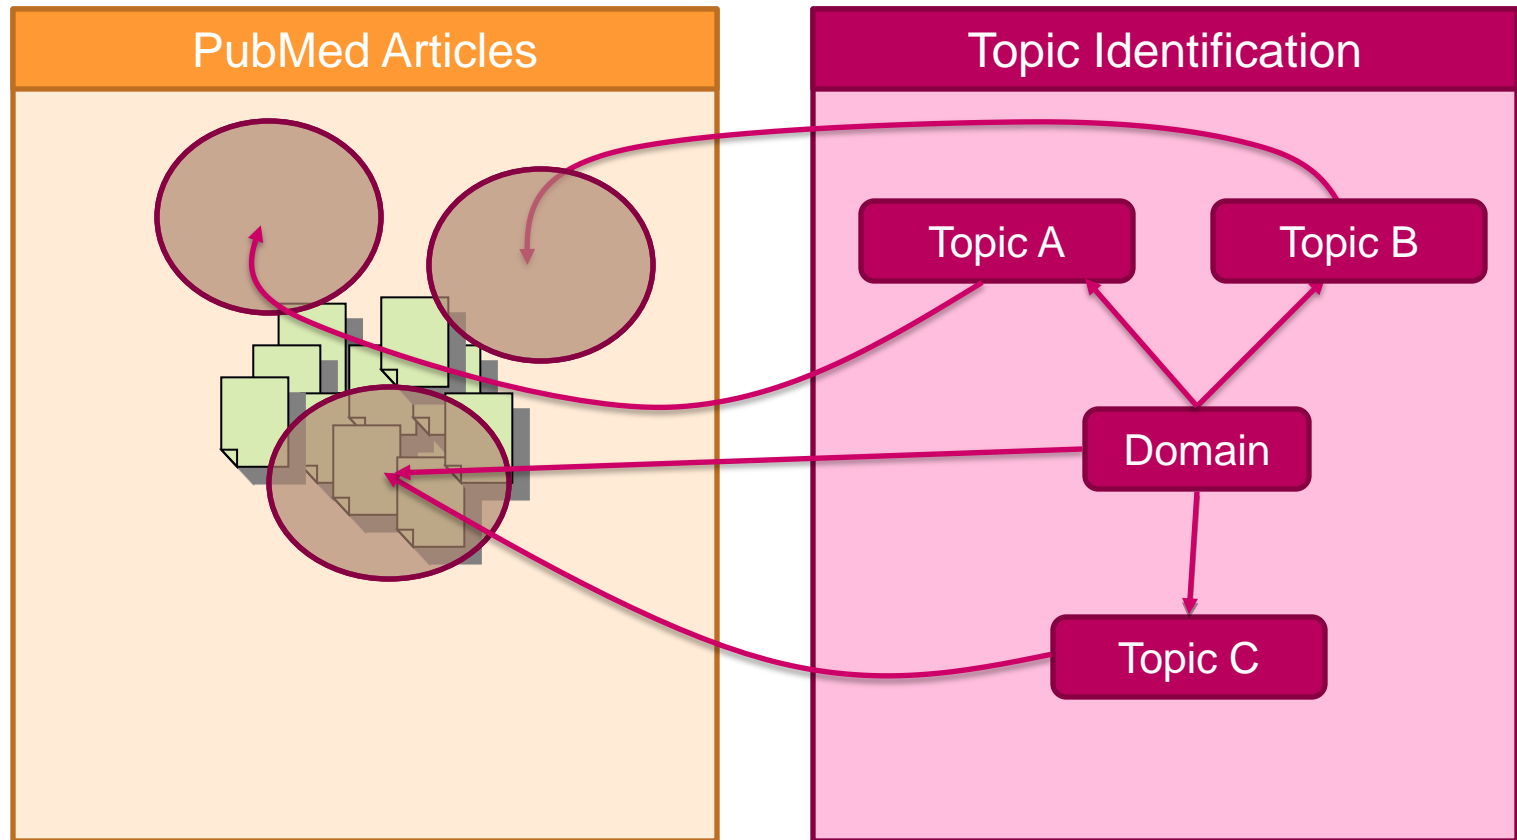 PubMed Articles
Topic Identification
Topic A
Topic B
Domain
Topic C